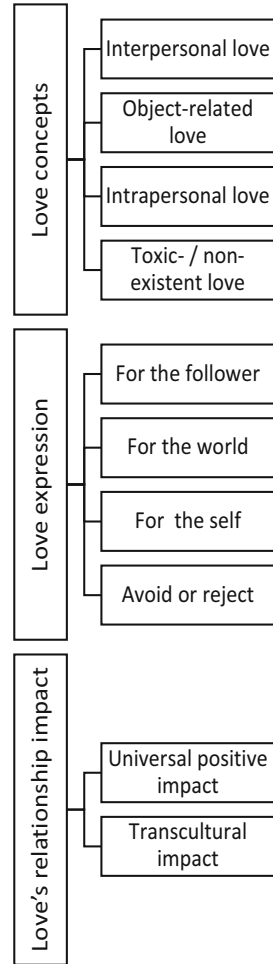 Love concepts
Interpersonal love
Object-related
love
Intrapersonal love
Toxic- / non-
existent love
Love expression
For the follower
For the world
For the self
Avoid or reject
Love's relationship impact
Universal positive
impact
Transcultural
impact